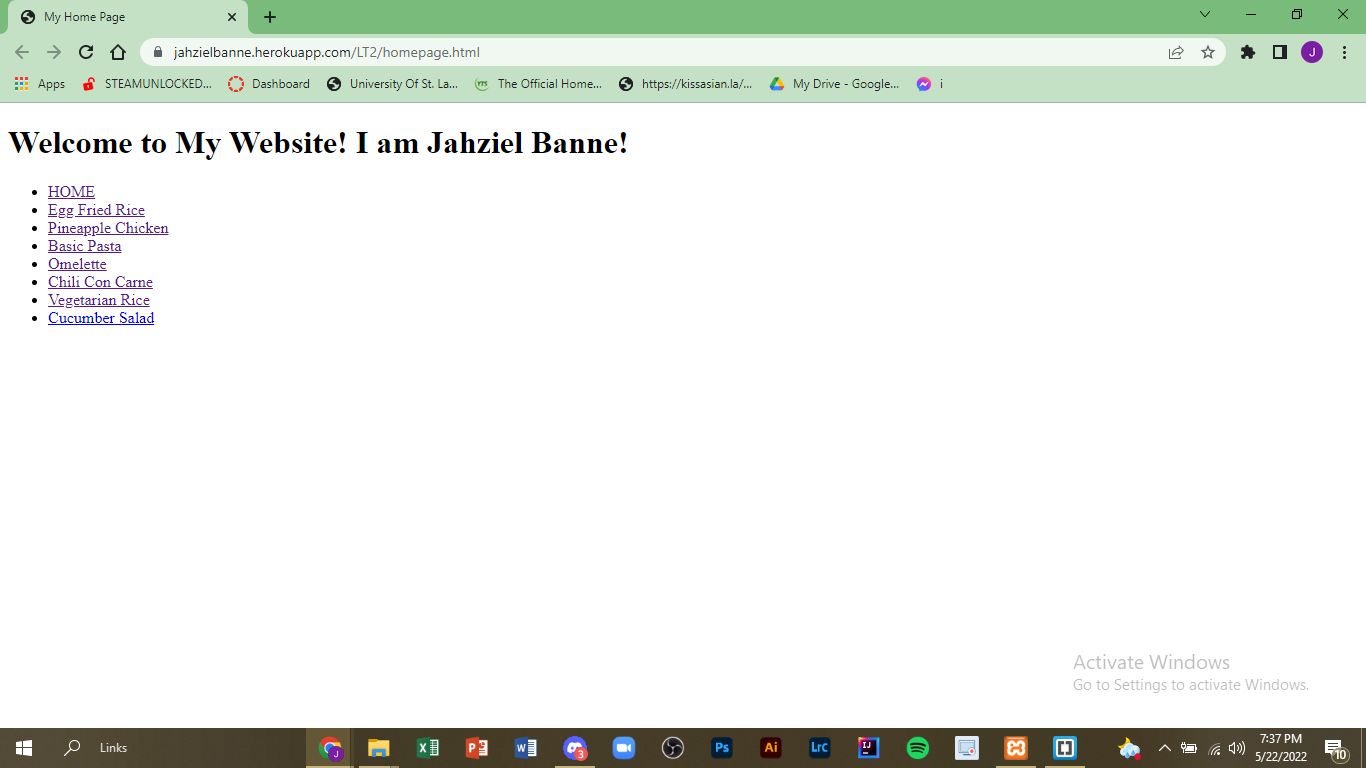 My Home Page
jahzielbanne.herokuapp.com/LT2/homepage.html
J
Apps STEAMUNLOCKED... Dashboard University Of St. La... The Official Home... https://kissasian.la/... My Drive - Google... i
Welcome to My Website! I am Jahziel Banne!
HOME
Egg Fried Rice
Pineapple Chicken
Basic Pasta
Omelette
Chili Con Carne
Vegetarian Rice
Cucumber Salad
Activate Windows
Go to Settings to activate Windows.
Links J 3 Ps Ai LrC IJ 7:37 PM
5/22/2022 10